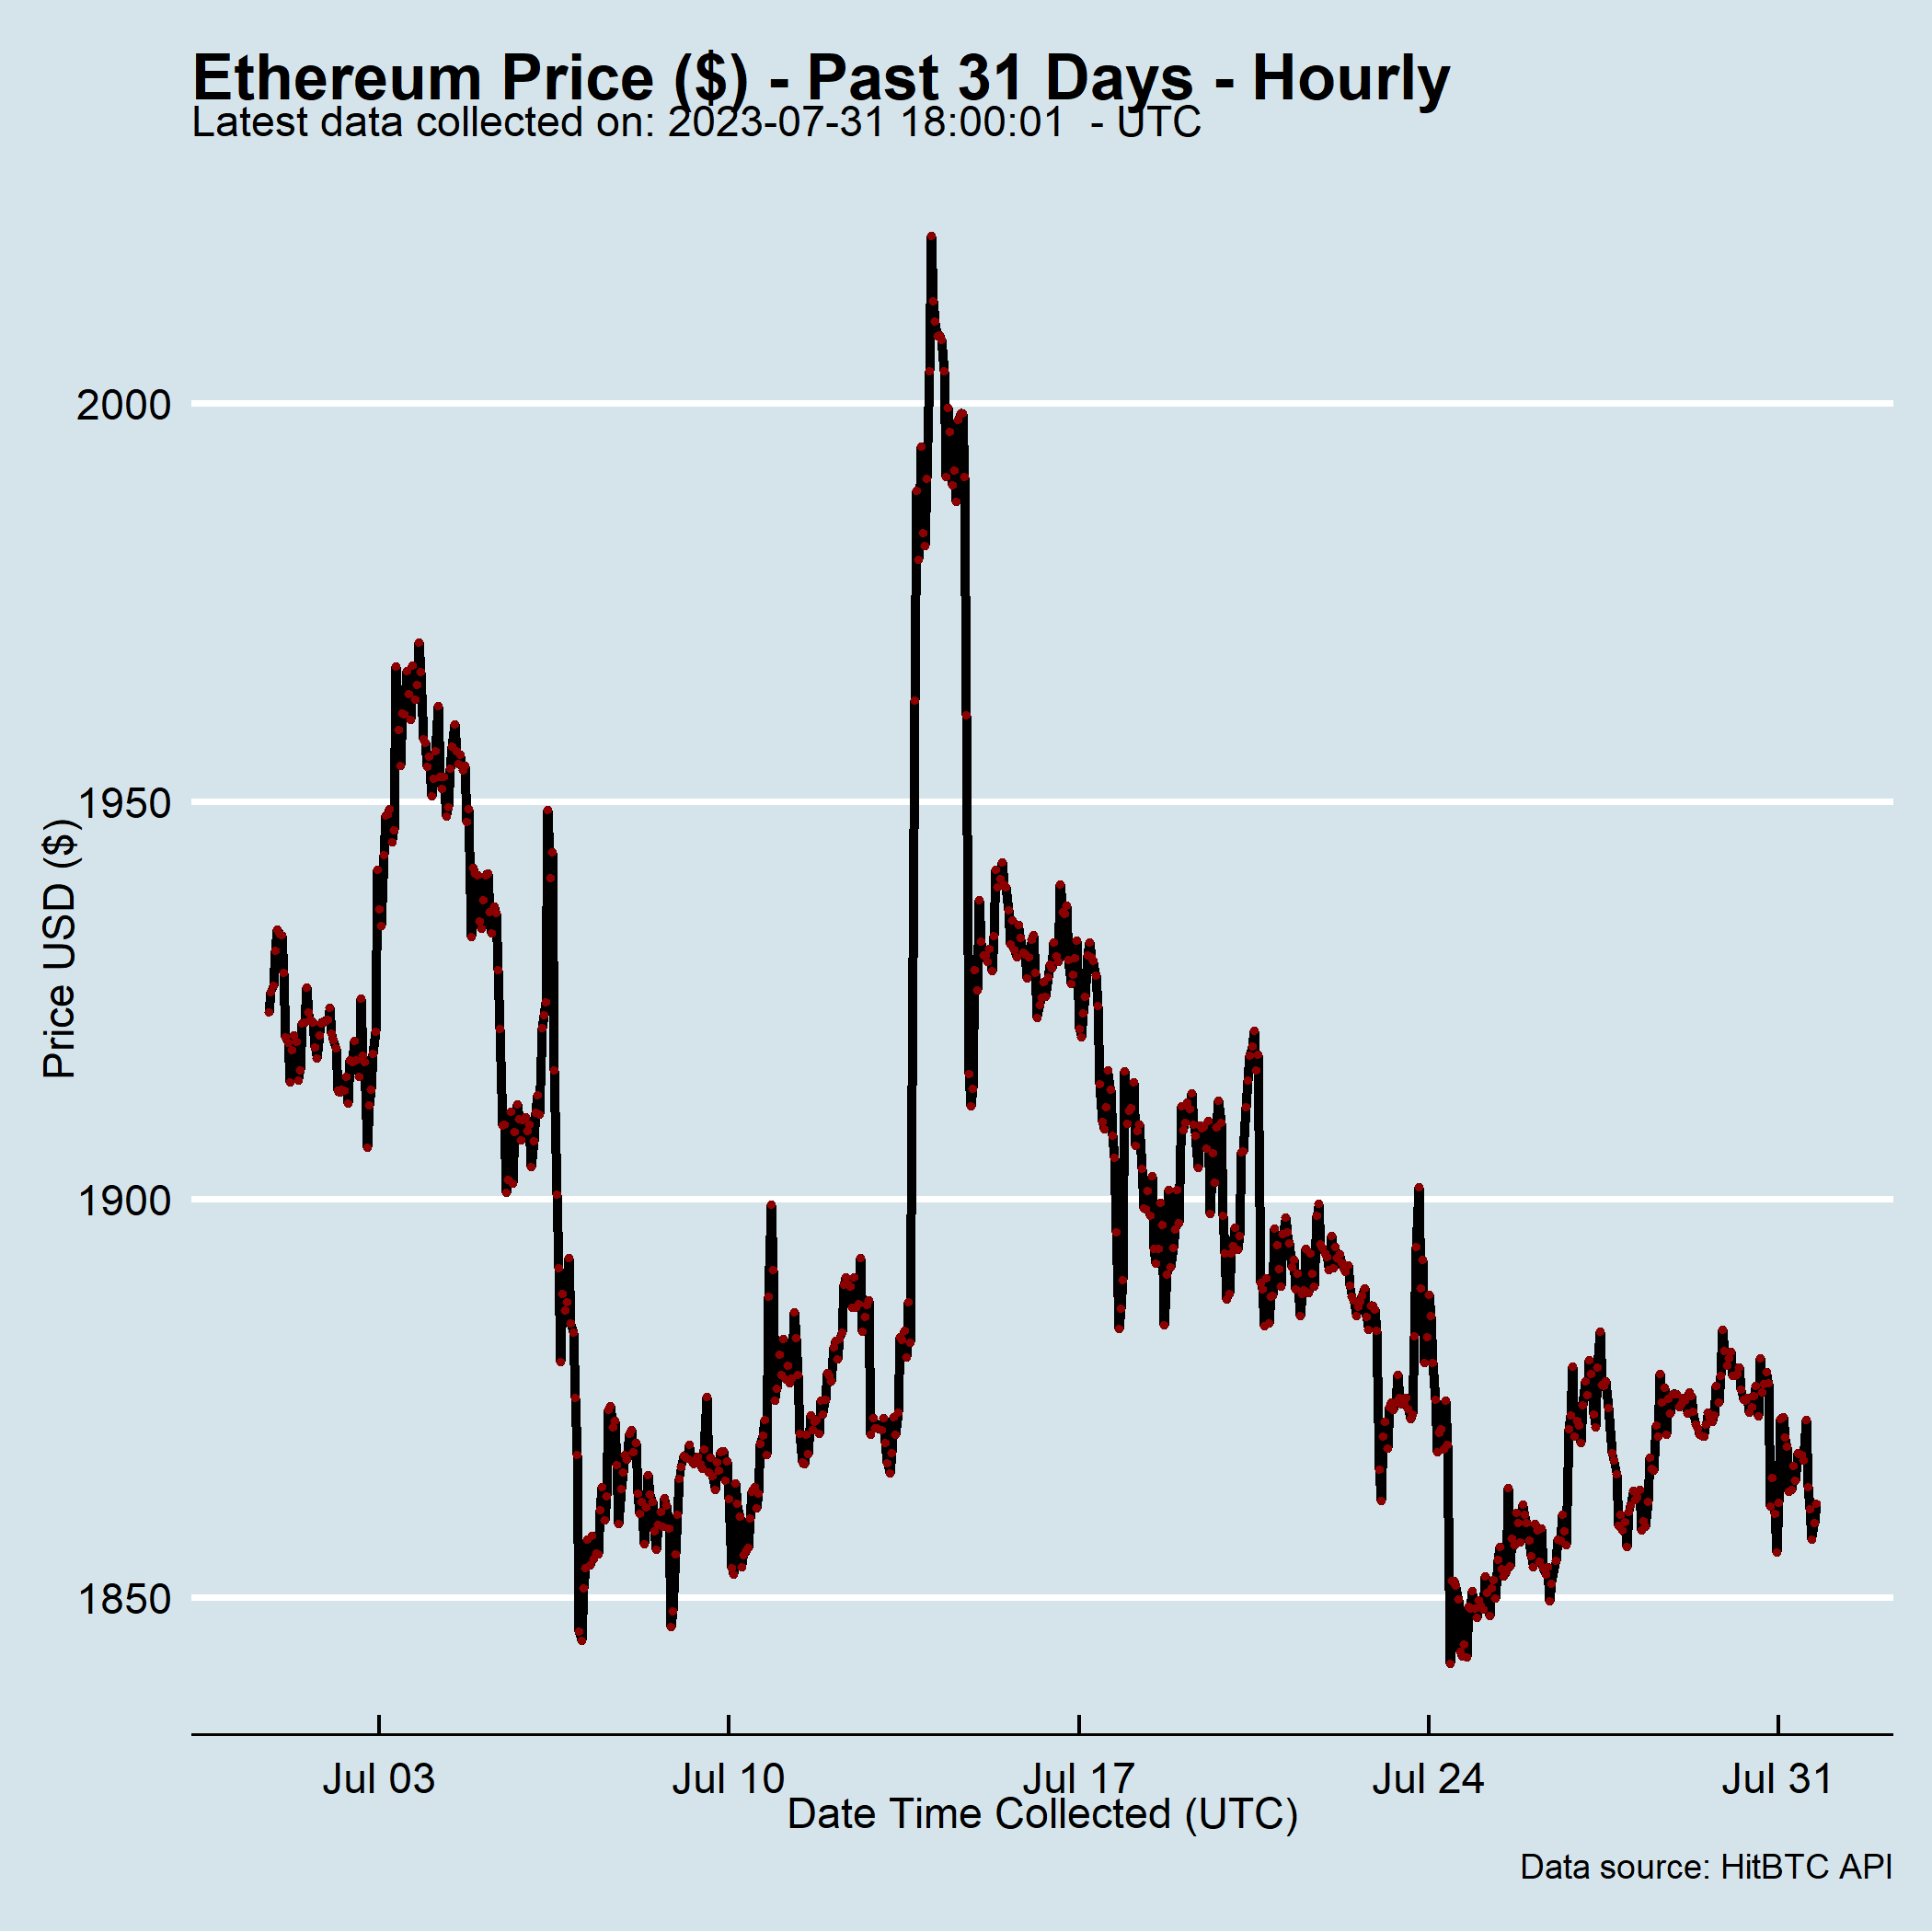 Ethereum Price ($) - Past 31 Days - Hourly
Latest data collected on: 2023-07-31 18:00:01  - UTC
2000
1950
1900
1850
Price USD ($)
Jul 03
Jul 10
Jul 17
Jul 24
Jul 31
Date Time Collected (UTC)
Data source: HitBTC API